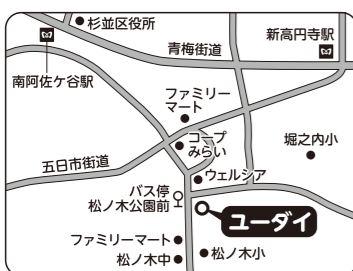 杉並区役所
新高円寺駅
青梅街道
南阿佐ケ谷駅
ファミリー
マート
コープ
みらい
堀之内小
五日市街道
ウェルシア
バス停
松ノ木公園前
ユーダイ
ファミリーマート
松ノ木小
松ノ木中